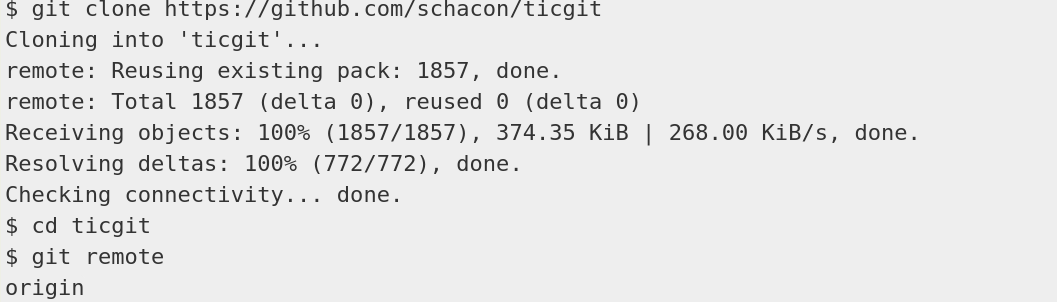 $ git clone https://github.com/schacon/ticgit
Cloning into 'ticgit'...
remote: Reusing existing pack: 1857, done.
remote: Total 1857 (delta 0), reused 0 (delta 0)
Receiving objects: 100% (1857/1857), 374.35 KiB | 268.00 KiB/s, done.
Resolving deltas: 100% (772/772), done.
Checking connectivity... done.
$ cd ticgit
$ git remote
origin